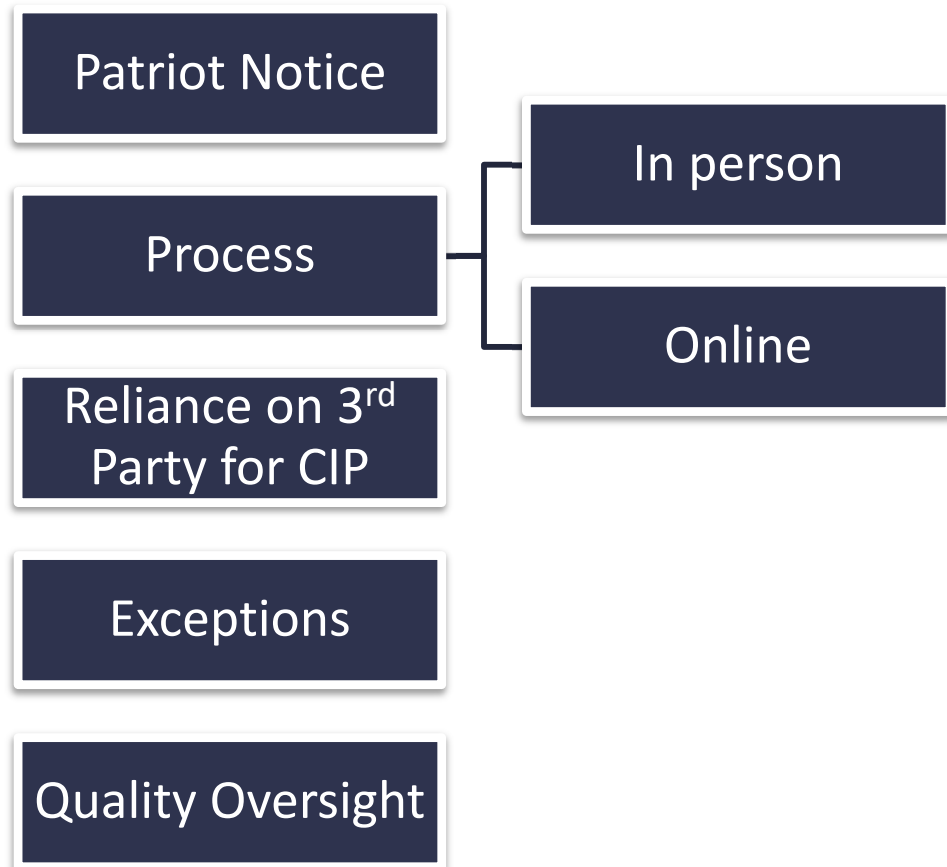 Patriot Notice
Process
In person
Online
Reliance on 3rd
Party for CIP
Exceptions
Quality Oversight